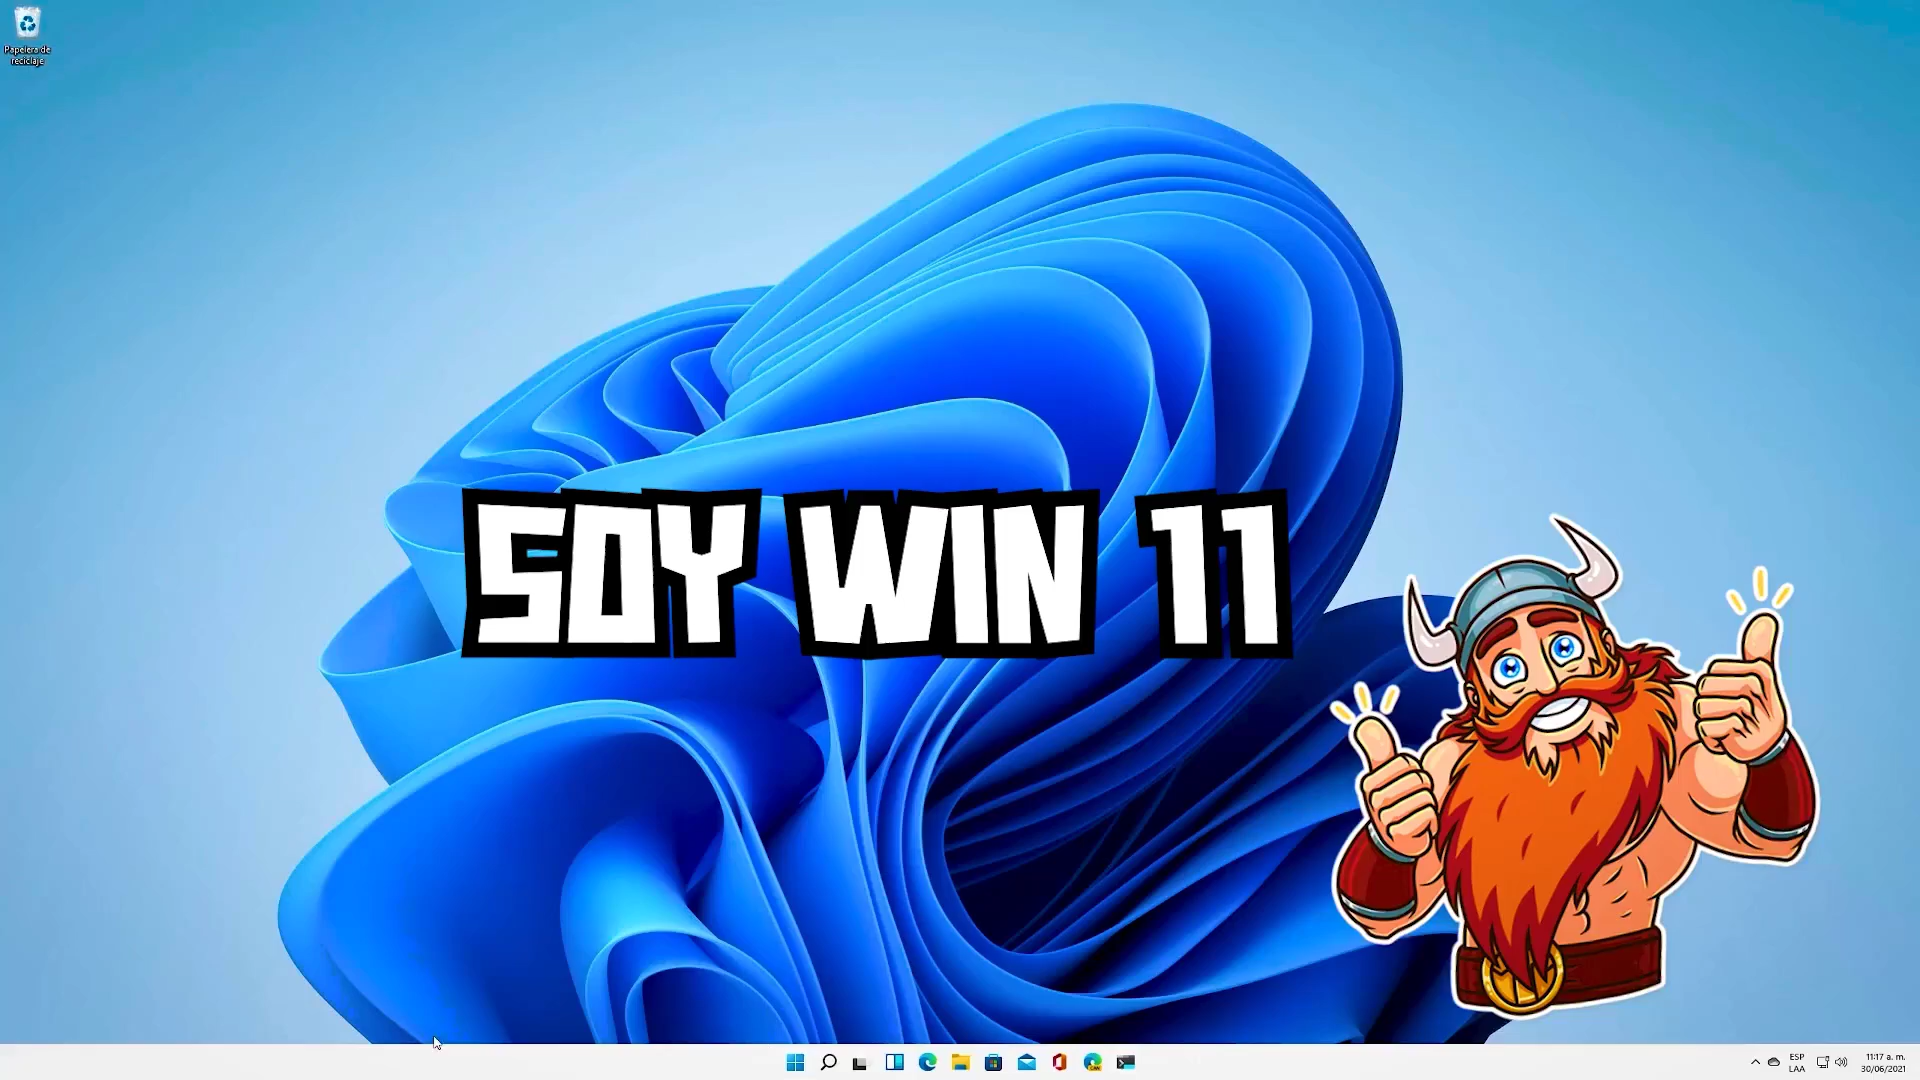 Papelera de
reciclaje
SOY WIN 11
ESP
LAA
11:17 a. m.
30/06/2021